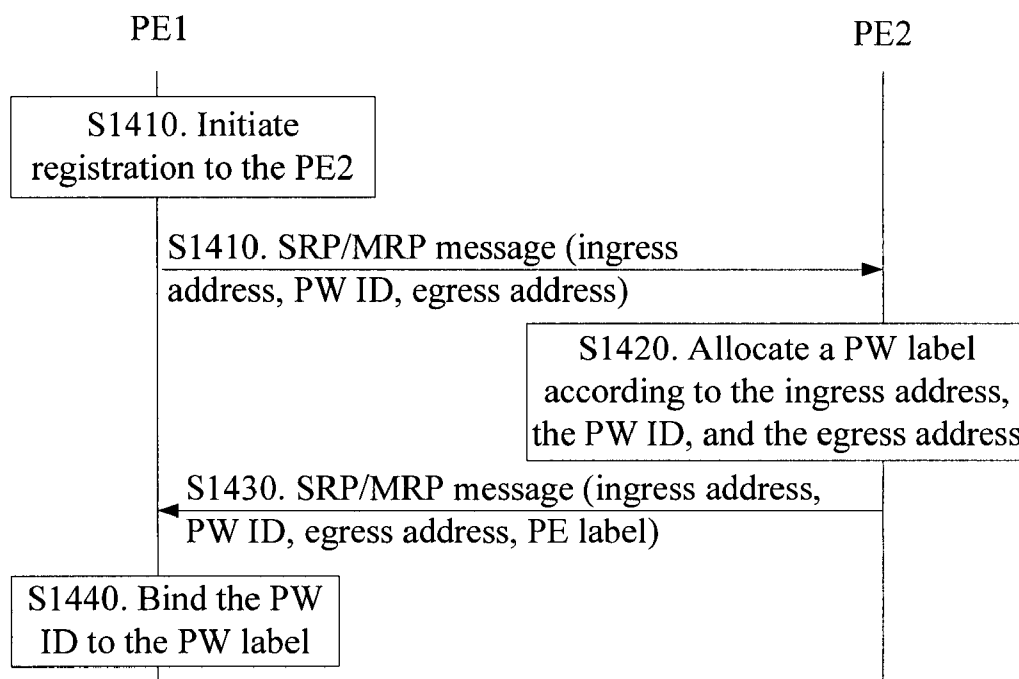 PE1
PE2
S1410. Initiate
registration to the PE2
S1410. SRP/MRP message (ingress
address, PW ID, egress address)
S1420. Allocate a PW label
according to the ingress address,
the PW ID, and the egress address
S1430. SRP/MRP message (ingress address,
PW ID, egress address, PE label)
S1440. Bind the PW
ID to the PW label